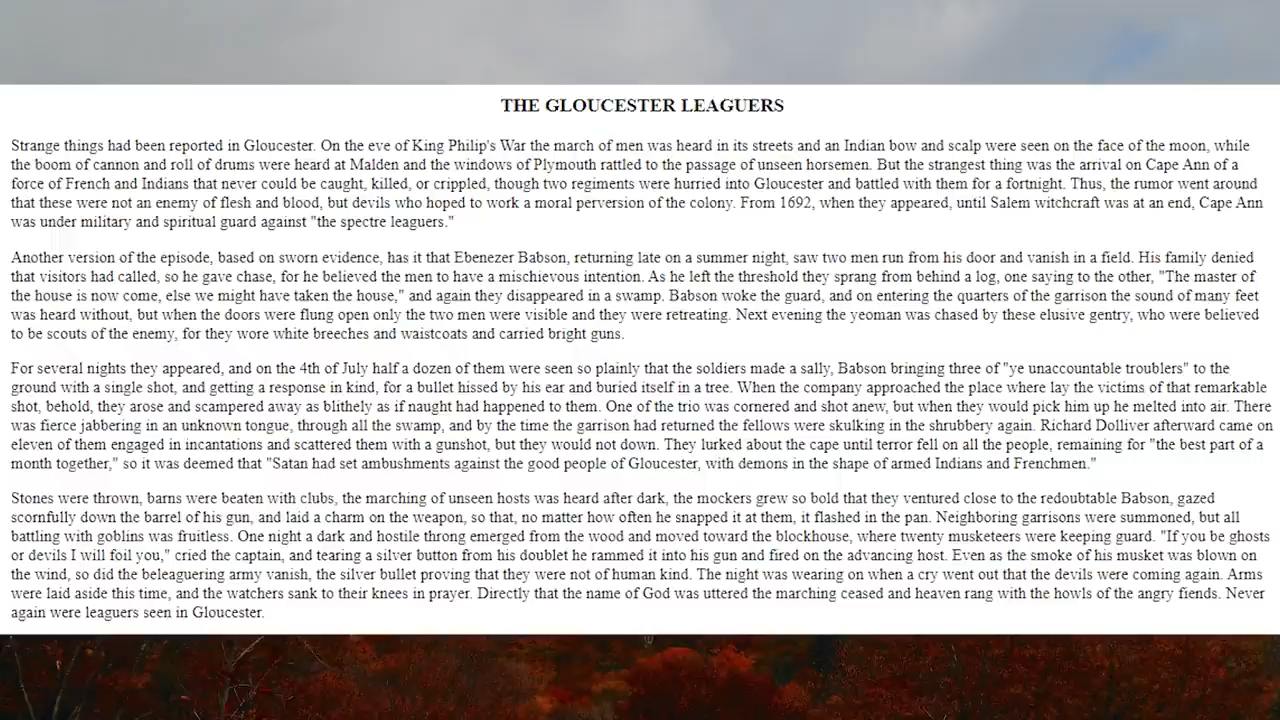 THE GLOUCESTER LEAGUERS
Strange things had been reported in Gloucester. On the eve of King Philip's War the march of men was heard in its streets and an Indian bow and scalp were seen on the face of the moon, while
the boom of cannon and roll of drums were heard at Malden and the windows of Plymouth rattled to the passage of unseen horsemen. But the strangest thing was the arrival on Cape Ann of a
force of French and Indians that never could be caught, killed, or crippled, though two regiments were hurried into Gloucester and battled with them for a fortnight. Thus, the rumor went around
that these were not an enemy of flesh and blood, but devils who hoped to work a moral perversion of the colony. From 1692, when they appeared, until Salem witchcraft was at an end, Cape Ann
was under military and spiritual guard against "the spectre leaguers."
Another version of the episode, based on sworn evidence, has it that Ebenezer Babson, returning late on a summer night, saw two men run from his door and vanish in a field. His family denied
that visitors had called, so he gave chase, for he believed the men to have a mischievous intention. As he left the threshold they sprang from behind a log, one saying to the other, "The master of
the house is now come, else we might have taken the house," and again they disappeared in a swamp. Babson woke the guard, and on entering the quarters of the garrison the sound of many feet
was heard without, but when the doors were flung open only the two men were visible and they were retreating. Next evening the yeoman was chased by these elusive gentry, who were believed
to be scouts of the enemy, for they wore white breeches and waistcoats and carried bright guns.
For several nights they appeared, and on the 4th of July half a dozen of them were seen so plainly that the soldiers made a sally, Babson bringing three of "ye unaccountable troublers" to the
ground with a single shot, and getting a response in kind, for a bullet hissed by his ear and buried itself in a tree. When the company approached the place where lay the victims of that remarkable
shot, behold, they arose and scampered away as blithely as if naught had happened to them. One of the trio was cornered and shot anew, but when they would pick him up he melted into air. There
was fierce jabbering in an unknown tongue, through all the swamp, and by the time the garrison had returned the fellows were skulking in the shrubbery again. Richard Dolliver afterward came on
eleven of them engaged in incantations and scattered them with a gunshot, but they would not down. They lurked about the cape until terror fell on all the people, remaining for "the best part of a
month together," so it was deemed that "Satan had set ambushments against the good people of Gloucester, with demons in the shape of armed Indians and Frenchmen."
Stones were thrown, barns were beaten with clubs, the marching of unseen hosts was heard after dark, the mockers grew so bold that they ventured close to the redoubtable Babson, gazed
scornfully down the barrel of his gun, and laid a charm on the weapon, so that, no matter how often he snapped it at them, it flashed in the pan. Neighboring garrisons were summoned, but all
battling with goblins was fruitless. One night a dark and hostile throng emerged from the wood and moved toward the blockhouse, where twenty musketeers were keeping guard. "If you be ghosts
or devils I will foil you," cried the captain, and tearing a silver button from his doublet he rammed it into his gun and fired on the advancing host. Even as the smoke of his musket was blown on
the wind, so did the beleaguering army vanish, the silver bullet proving that they were not of human kind. The night was wearing on when a cry went out that the devils were coming again. Arms
were laid aside this time, and the watchers sank to their knees in prayer. Directly that the name of God was uttered the marching ceased and heaven rang with the howls of the angry fiends. Never
again were leaguers seen in Gloucester.